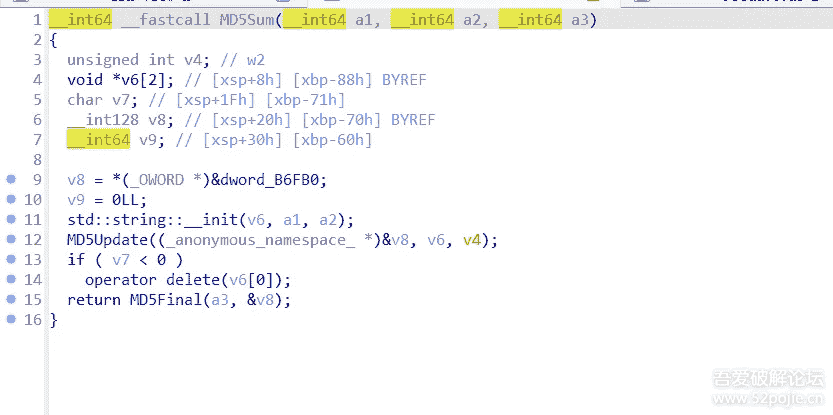 1 __int64 __fastcall MD5Sum(__int64 a1, __int64 a2, __int64 a3)
2 {
3 unsigned int v4; // w2
4 void *v6[2]; // [xsp+8h] [xbp-88h] BYREF
5 char v7; // [xsp+1Fh] [xbp-71h]
6 __int128 v8; // [xsp+20h] [xbp-70h] BYREF
7 __int64 v9; // [xsp+30h] [xbp-60h]
8
9 v8 = *(_OWORD *)&dword_B6FB0;
10 v9 = 0LL;
11 std::string::__init(v6, a1, a2);
12 MD5Update((_anonymous_namespace_ *)&v8, v6, v4);
13 if ( v7 < 0 )
14 operator delete(v6[0]);
15 return MD5Final(a3, &v8);
16 }
吾爱破解论坛
www.52pojie.cn